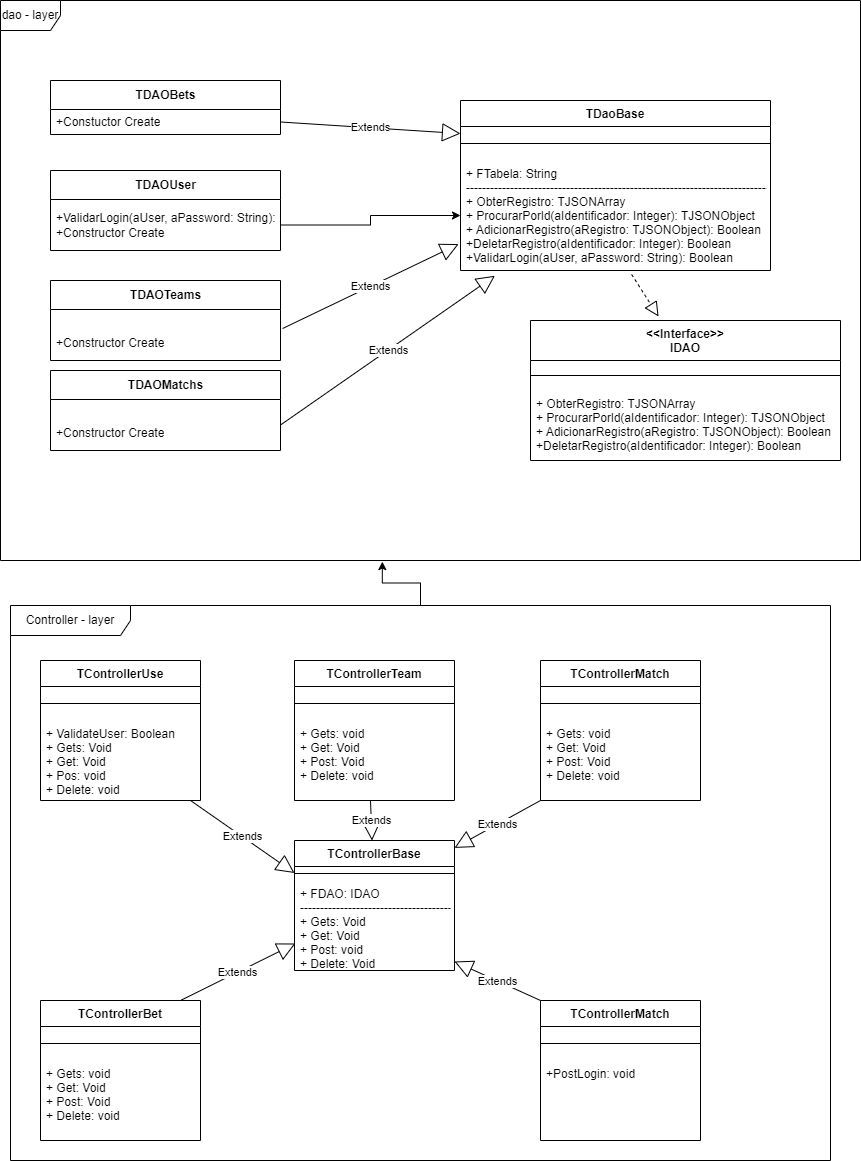 dao - layer
TDAOBets
+Constuctor Create
Extends
TDaoBase
+ FTabela: String
+ ObterRegistro: TJSONArray
+ ProcurarPorId(aIdentificador: Integer): TJSONObject
+ AdicionarRegistro(aRegistro: TJSONObject): Boolean
+DeletarRegistro(aIdentificador: Integer): Boolean
+ValidarLogin(aUser, aPassword: String): Boolean
TDAOUser
+ValidarLogin(aUser, aPassword: String):
+Constructor Create
TDAOTeams
+Constructor Create
Extends
TDAOMatchs
+Constructor Create
Extends
<<Interface>>
IDAO
+ ObterRegistro: TJSONArray
+ ProcurarPorId(aIdentificador: Integer): TJSONObject
+ AdicionarRegistro(aRegistro: TJSONObject): Boolean
+DeletarRegistro(aIdentificador: Integer): Boolean
Controller - layer
TControllerUse
+ ValidateUser: Boolean
+ Gets: Void
+ Get: Void
+ Pos: void
+ Delete: void
TControllerTeam
+ Gets: void
+ Get: Void
+ Post: Void
+ Delete: void
TControllerMatch
+ Gets: void
+ Get: Void
+ Post: Void
+ Delete: void
Extends
Extends
Extends
TControllerBase
+ FDAO: IDAO
+ Gets: Void
+ Get: Void
+ Post: void
+ Delete: Void
Extends
Extends
TControllerBet
+ Gets: void
+ Get: Void
+ Post: Void
+ Delete: void
TControllerMatch
+PostLogin: void